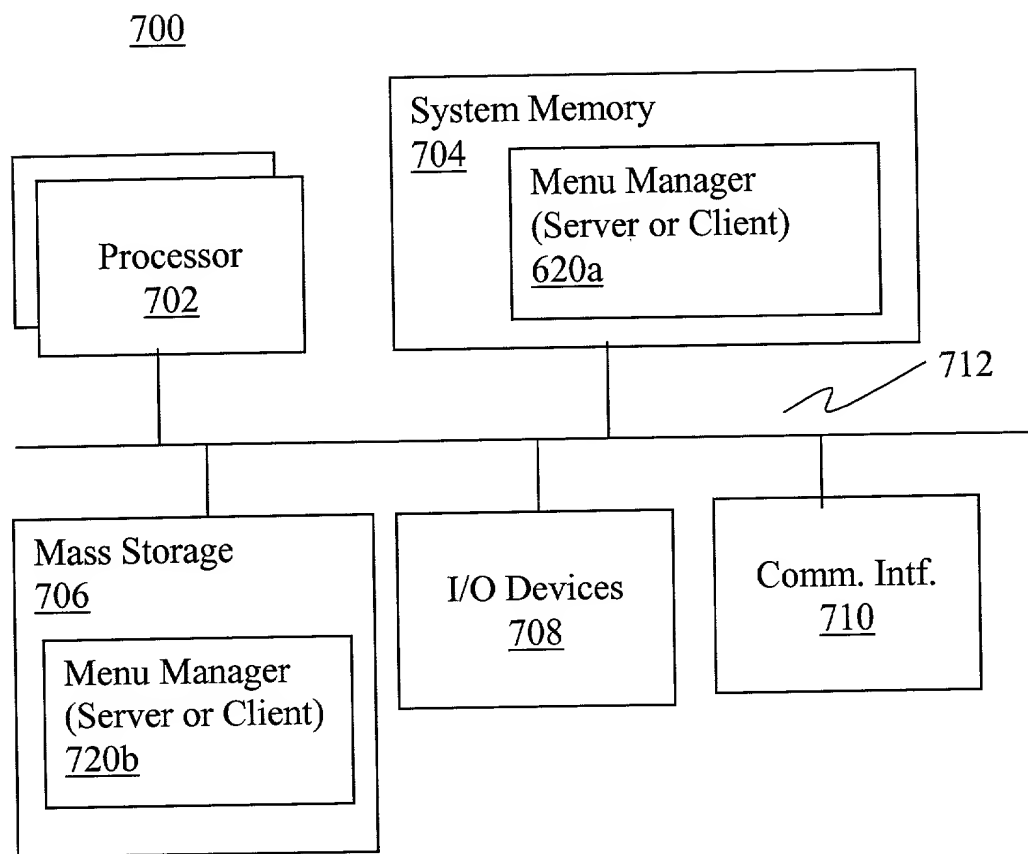 700
System Memory
704
Menu Manager
(Server or Client)
620a
Processor
702
712
Mass Storage
706
Menu Manager
(Server or Client)
720b
I/O Devices
708
Comm. Intf.
710